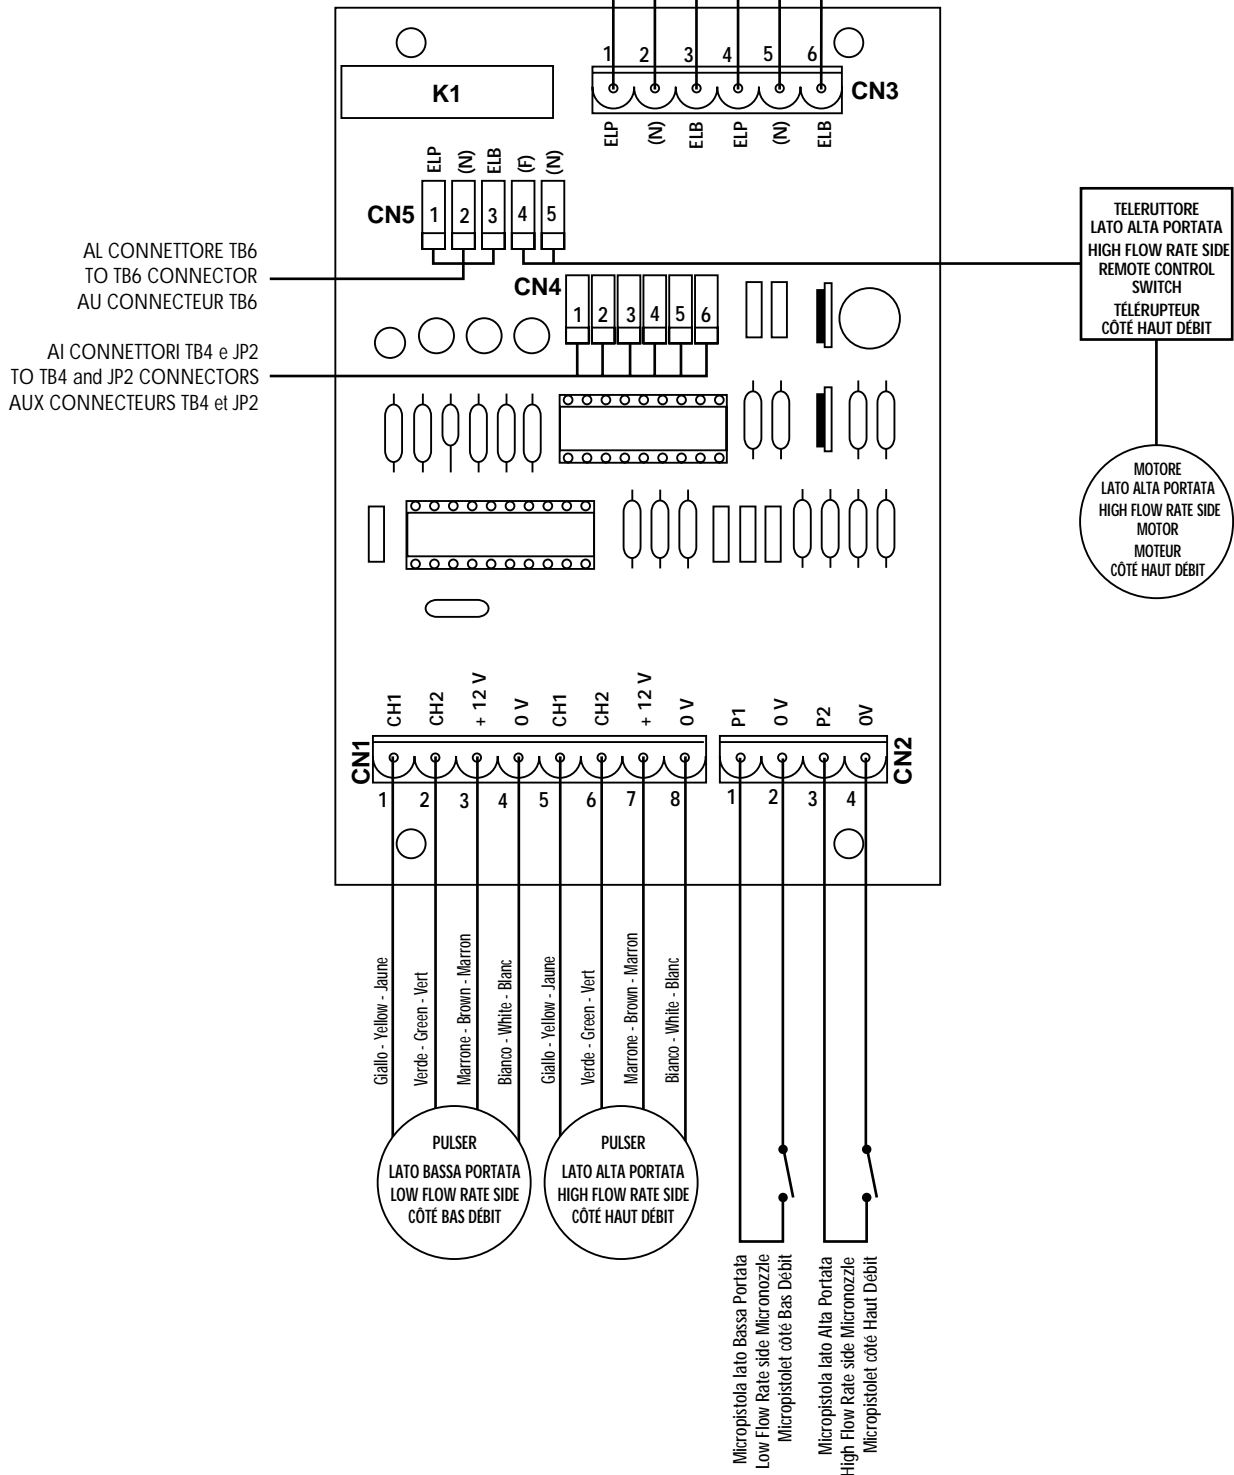 1 2 3 4 5 6
K1
CN3
ELP (N) ELB ELP (N) ELB
ELP (N) ELB (F) (N)
CN5
1 2 3 4 5
AL CONNETTORE TB6
TO TB6 CONNECTOR
AU CONNECTEUR TB6
TELERUTTORE
LATO ALTA PORTATA
HIGH FLOW RATE SIDE
REMOTE CONTROL
SWITCH
TÉLÉRUPTEUR
CÔTÉ HAUT DÉBIT
CN4
1 2 3 4 5 6
AI CONNETTORI TB4 e JP2
TO TB4 and JP2 CONNECTORS
AUX CONNECTEURS TB4 et JP2
MOTORE
LATO ALTA PORTATA
HIGH FLOW RATE SIDE
MOTOR
MOTEUR
CÔTÉ HAUT DÉBIT
CH1 CH2 + 12 V 0 V CH1 CH2 + 12 V 0 V
P1 0 V P2 0V
CN1
CN2
1 2 3 4 5 6 7 8
1 2 3 4
Giallo - Yellow - Jaune
Verde - Green - Vert
Marrone - Brown - Marron
Bianco - White - Blanc
Giallo - Yellow - Jaune
Verde - Green - Vert
Marrone - Brown - Marron
Bianco - White - Blanc
PULSER
LATO BASSA PORTATA
LOW FLOW RATE SIDE
CÔTÉ BAS DÉBIT
PULSER
LATO ALTA PORTATA
HIGH FLOW RATE SIDE
CÔTÉ HAUT DÉBIT
Micropistola lato Bassa Portata
Low Flow Rate side Micronozzle
Micropistolet côté Bas Débit
Micropistola lato Alta Portata
High Flow Rate side Micronozzle
Micropistolet côté Haut Débit